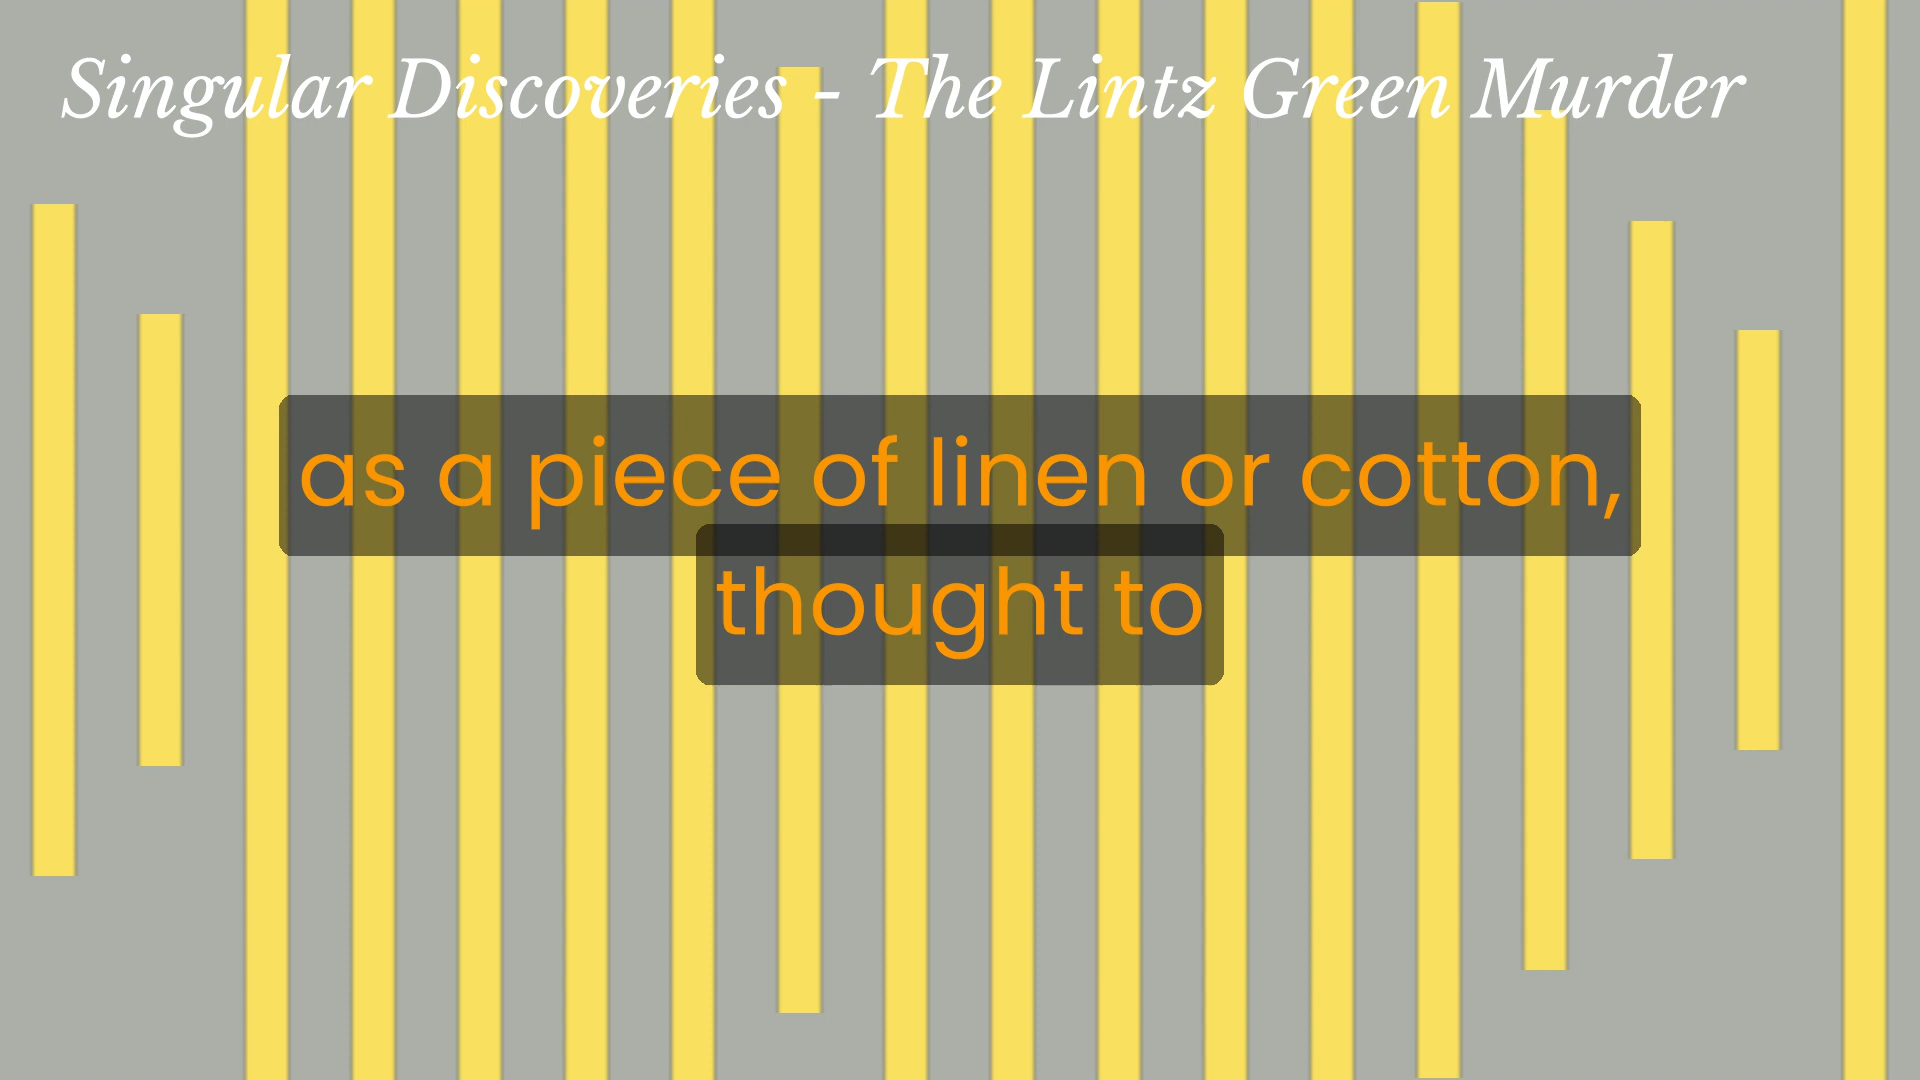 Singular Discoveries - The Lintz Green Murder
as a piece of linen or cotton,
thought to